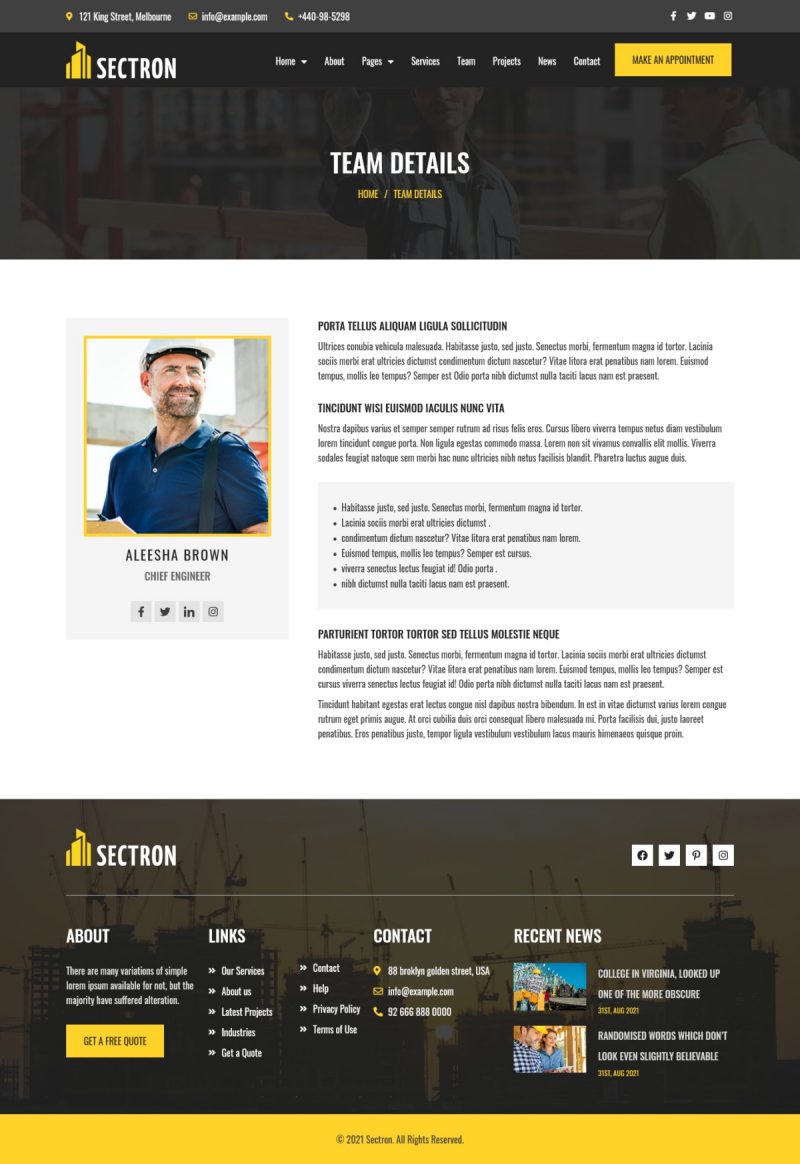 121 King Street, Melbourne info@example.com +440-98-5298
SECTRON Home About Pages Services Team Projects News Contact MAKE AN APPOINTMENT
TEAM DETAILS
HOME / TEAM DETAILS
ALEESHA BROWN
CHIEF ENGINEER
PORTA TELLUS ALIQUAM LIGULA SOLLICITUDIN
Ultrices conubia vehicula malesuada. Habitasse justo, sed justo. Senectus morbi, fermentum magna id tortor. Lacinia
sociis morbi erat ultricies dictumst condimentum dictum nascetur? Vitae litora erat penatibus nam lorem. Euismod
tempus, mollis leo tempus? Semper est Odio porta nibh dictumst nulla taciti lacus nam est praesent.
TINCIDUNT WISI EUISMOD IACULIS NUNC VITA
Nostra dapibus varius et semper semper rutrum ad risus felis eros. Cursus libero viverra tempus netus diam vestibulum
lorem tincidunt congue porta. Non ligula egestas commodo massa. Lorem non sit vivamus convallis elit mollis. Viverra
sodales feugiat natoque sem morbi hac nunc ultricies nibh netus facilisis blandit. Pharetra luctus augue duis.
• Habitasse justo, sed justo. Senectus morbi, fermentum magna id tortor.
• Lacinia sociis morbi erat ultricies dictumst .
• condimentum dictum nascetur? Vitae litora erat penatibus nam lorem.
• Euismod tempus, mollis leo tempus? Semper est cursus.
• viverra senectus lectus feugiat id! Odio porta .
• nibh dictumst nulla taciti lacus nam est praesent.
PARTURIENT TORTOR TORTOR SED TELLUS MOLESTIE NEQUE
Habitasse justo, sed justo. Senectus morbi, fermentum magna id tortor. Lacinia sociis morbi erat ultricies dictumst
condimentum dictum nascetur? Vitae litora erat penatibus nam lorem. Euismod tempus, mollis leo tempus? Semper est
cursus viverra senectus lectus feugiat id! Odio porta nibh dictumst nulla taciti lacus nam est praesent.
Tincidunt habitant egestas erat lectus congue nisl dapibus nostra bibendum. In est in vitae dictumst varius lorem congue
rutrum eget primis augue. At orci cubilia duis orci consequat libero malesuada mi. Porta facilisis dui, justo laoreet
penatibus. Eros penatibus justo, tempor ligula vestibulum vestibulum lacus mauris himenaeos quisque proin.
SECTRON
ABOUT
There are many variations of simple
lorem ipsum available for not, but the
majority have suffered alteration.
GET A FREE QUOTE
LINKS
Our Services
About us
Latest Projects
Industries
Get a Quote
Contact
Help
Privacy Policy
Terms of Use
CONTACT
88 broklyn golden street, USA
info@example.com
92 666 888 0000
RECENT NEWS
COLLEGE IN VIRGINIA, LOOKED UP
ONE OF THE MORE OBSCURE
31ST, AUG 2021
RANDOMISED WORDS WHICH DON'T
LOOK EVEN SLIGHTLY BELIEVABLE
31ST, AUG 2021
© 2021 Sectron. All Rights Reserved.